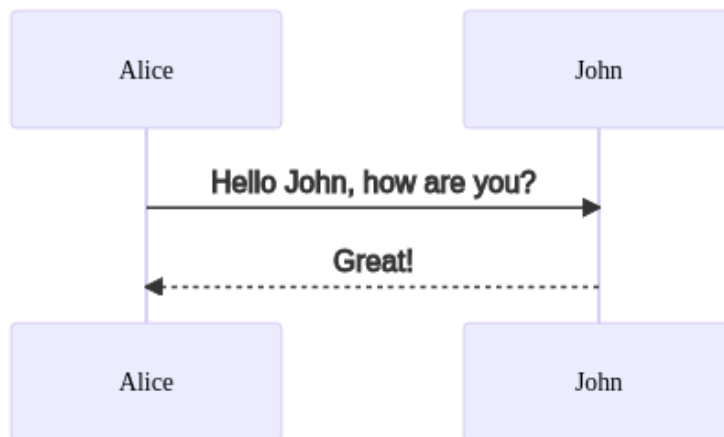 Alice
John
Hello John, how are you?
Great!
Alice
John